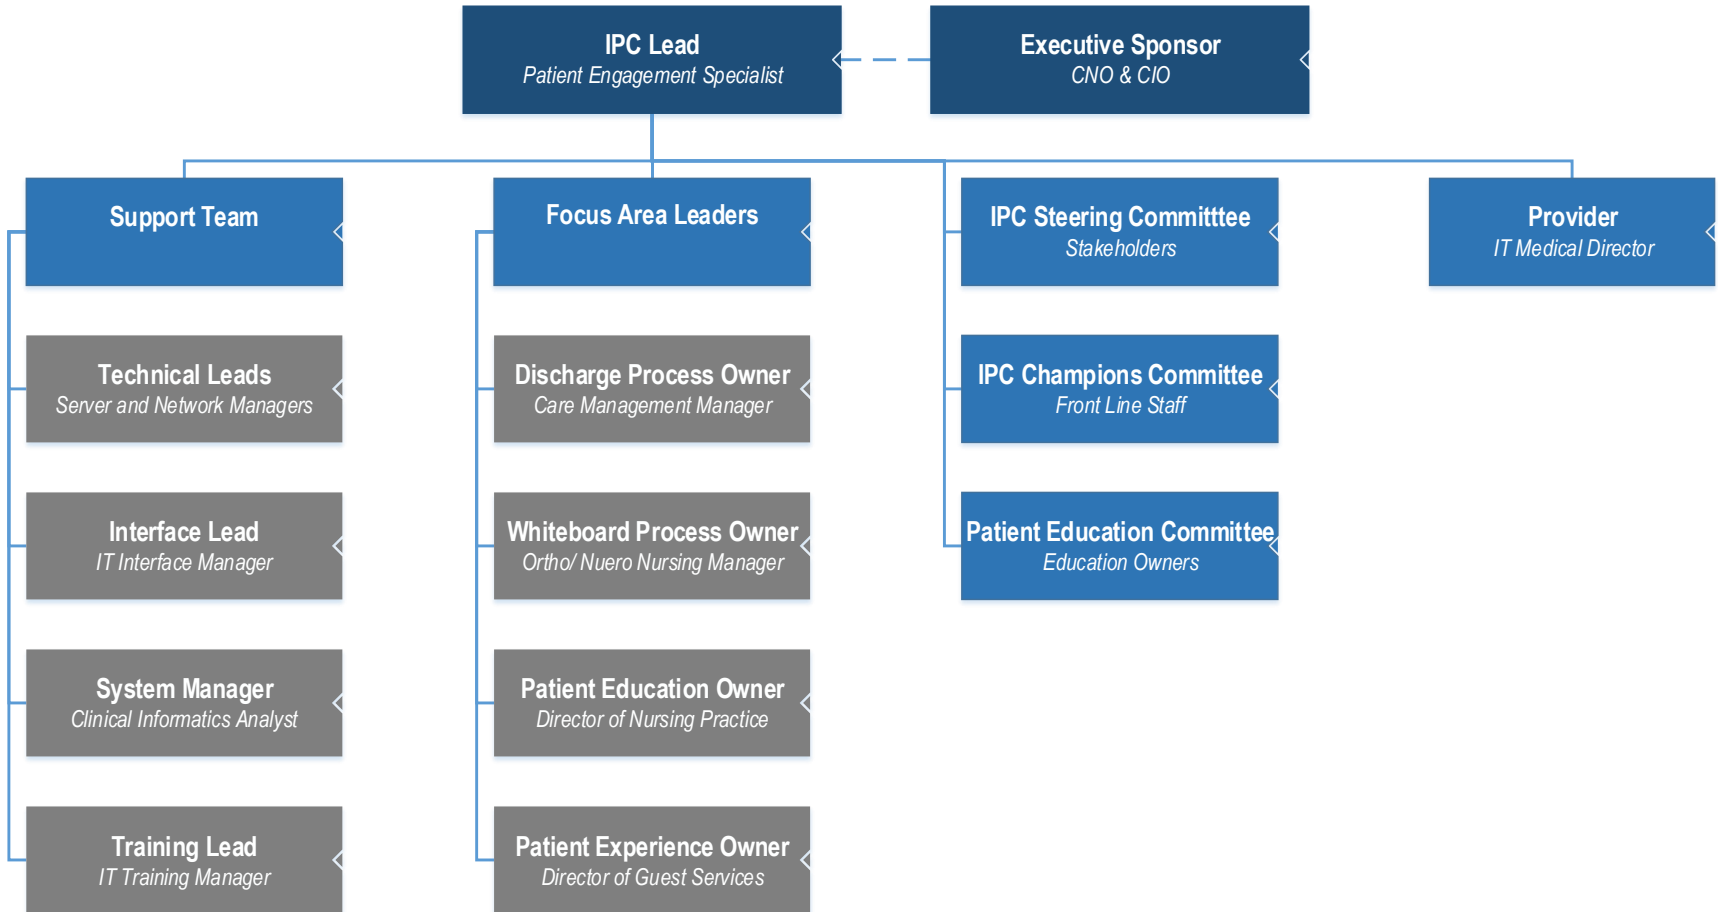 IPC Lead
Patient Engagement Specialist
Executive Sponsor
CNO & CIO
Support Team
Focus Area Leaders
IPC Steering Committtee
Stakeholders
Provider
IT Medical Director
Technical Leads
Server and Network Managers
Discharge Process Owner
Care Management Manager
IPC Champions Committee
Front Line Staff
Interface Lead
IT Interface Manager
Whiteboard Process Owner
Ortho/ Nuero Nursing Manager
Patient Education Committee
Education Owners
System Manager
Clinical Informatics Analyst
Patient Education Owner
Director of Nursing Practice
Training Lead
IT Training Manager
Patient Experience Owner
Director of Guest Services